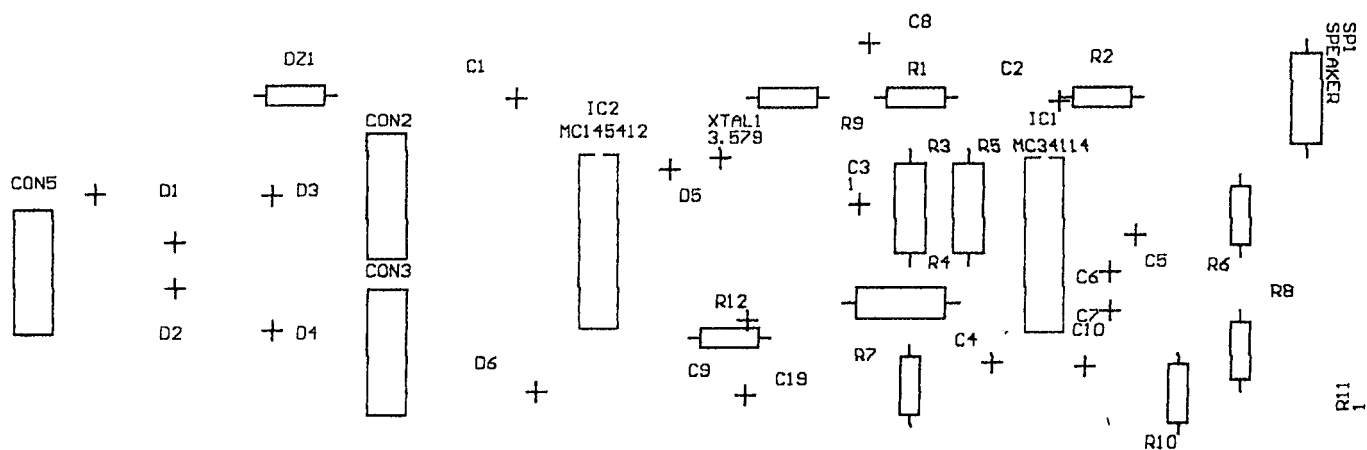 C8
DZ1
C1
R1
C2
R2
SP1
SPEAKER
CON2
IC2
MC145412
XTAL1
3.579
R9
IC1
MC34114
R3
R5
CON5
D1
D3
D5
C3
1
CON3
R4
C6
C5
R6
R8
D2
D4
R12
C7
C10
D6
C9
C19
R7
C4
R10
R11
1